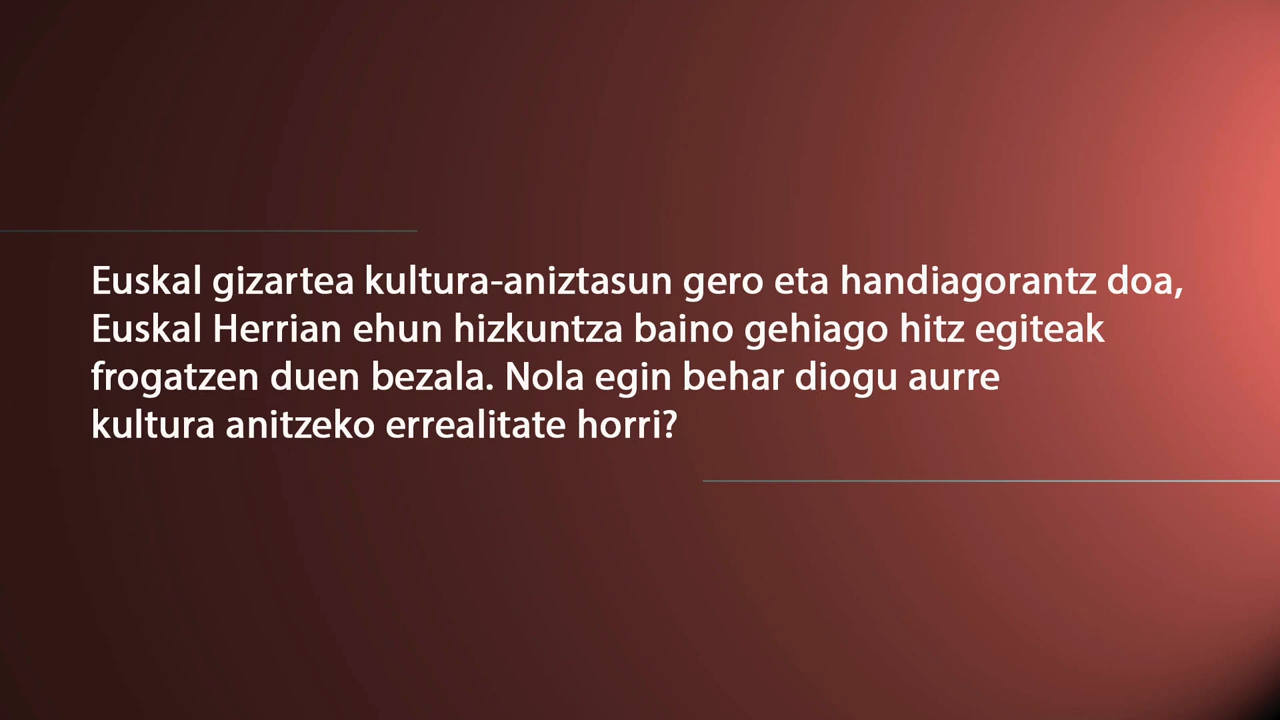 Euskal gizartea kultura-aniztasun gero eta handiagorantz doa,
Euskal Herrian ehun hizkuntza baino gehiago hitz egiteak
frogatzen duen bezala. Nola egin behar diogu aurre
kultura anitzeko errealitate horri?